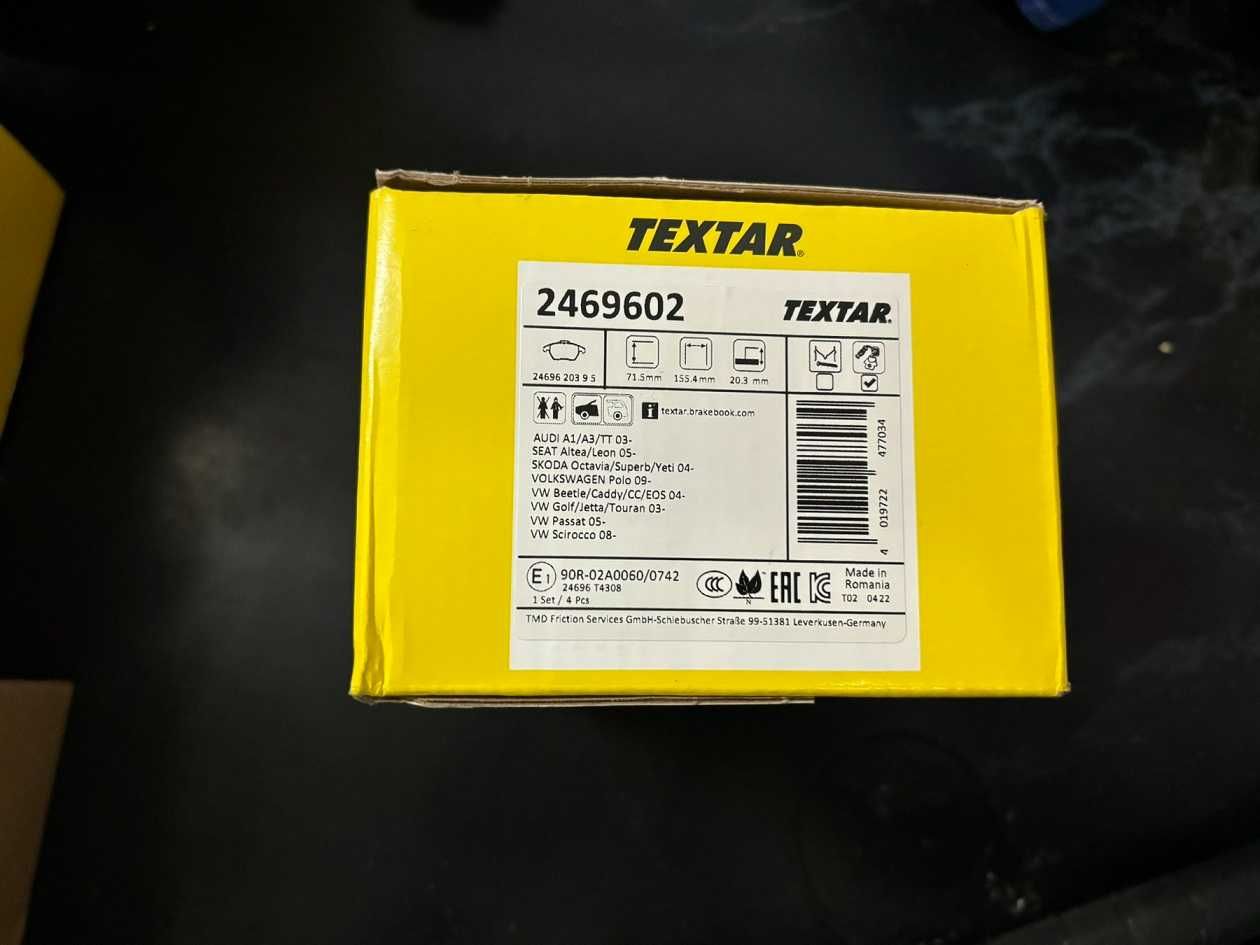 TEXTAR®
2469602
TEXTAR®
24696 203 9 5
71.5mm
155.4mm
20.3 mm
i textar.brakebook.com
AUDI A1/A3/TT 03-
SEAT Altea/Leon 05-
SKODA Octavia/Superb/Yeti 04-
VOLKSWAGEN Polo 09-
VW Beetle/Caddy/CC/EOS 04-
VW Golf/Jetta/Touran 03-
VW Passat 05-
VW Scirocco 08-
4 019722 477034
E1 90R-02A0060/0742
24696 T4308
1 Set / 4 Pcs
CCC
N
EAC
KC
Made in
Romania
T02 0422
TMD Friction Services GmbH-Schlebuscher Straße 99-51381 Leverkusen-Germany